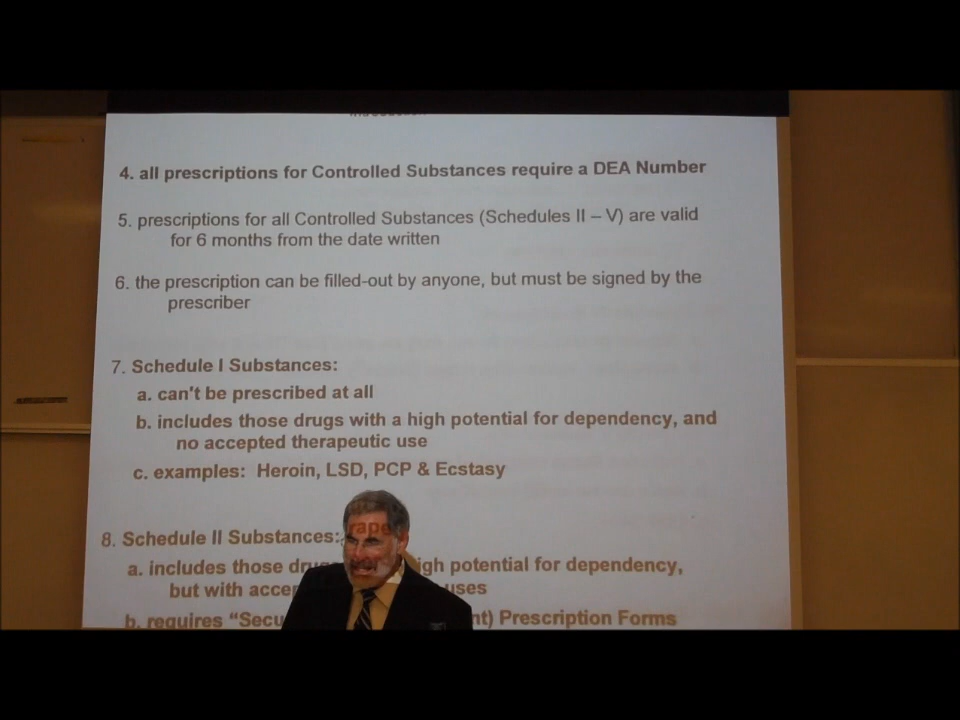 4. all prescriptions for Controlled Substances require a DEA Number
5. prescriptions for all Controlled Substances (Schedules II – V) are valid
for 6 months from the date written
6. the prescription can be filled-out by anyone, but must be signed by the
prescriber
7. Schedule I Substances:
a. can't be prescribed at all
b. includes those drugs with a high potential for dependency, and
no accepted therapeutic use
c. examples: Heroin, LSD, PCP & Ecstasy
8. Schedule II Substances:
a. includes those igh potential for dependency,
but with uses
b. requires nt) Prescription Forms